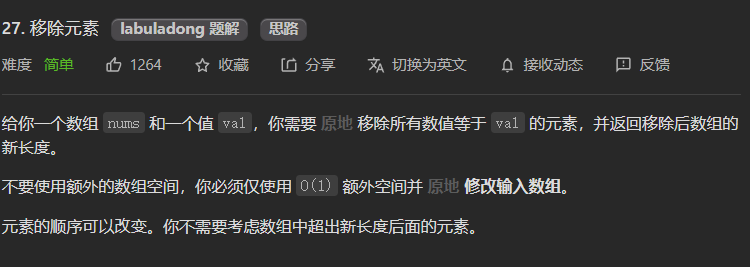 27. 移除元素 labuladong 题解 思路
难度 简单 1264 收藏 分享 切换为英文 接收动态 反馈
给你一个数组 nums 和一个值 val，你需要 原地 移除所有数值等于 val 的元素，并返回移除后数组的
新长度。
不要使用额外的数组空间，你必须仅使用 O(1) 额外空间并 原地 修改输入数组。
元素的顺序可以改变。你不需要考虑数组中超出新长度后面的元素。